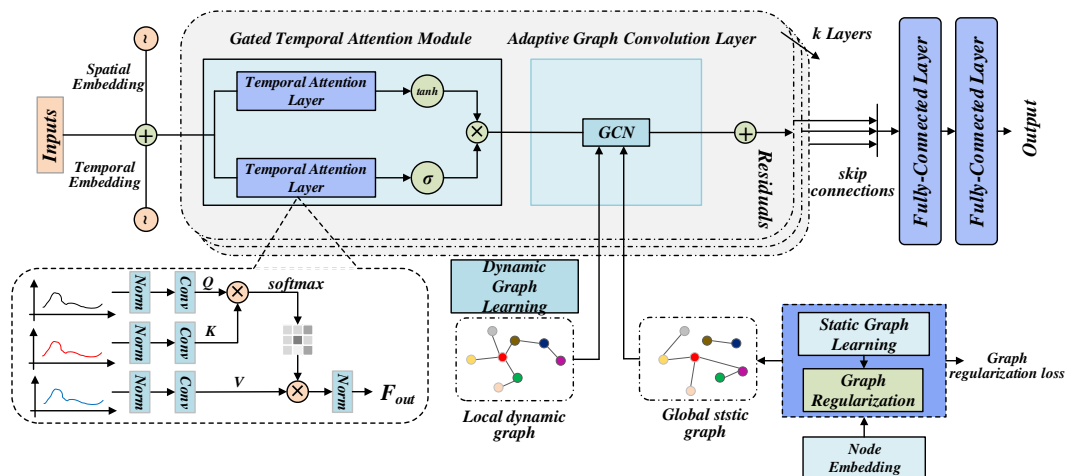 Gated Temporal Attention Module
Adaptive Graph Convolution Layer
k Layers
Spatial
Embedding
Inputs
Temporal
Embedding
Temporal Attention
Layer
tanh
Temporal Attention
Layer
σ
GCN
Residuals
skip
connections
Fully-Connected Layer
Fully-Connected Layer
Output
Norm
Conv
Q
softmax
Norm
Conv
K
Norm
Conv
V
Norm
Fout
Dynamic
Graph
Learning
Local dynamic
graph
Global ststic
graph
Static Graph
Learning
Graph
Regularization
Graph
regularization loss
Node
Embedding